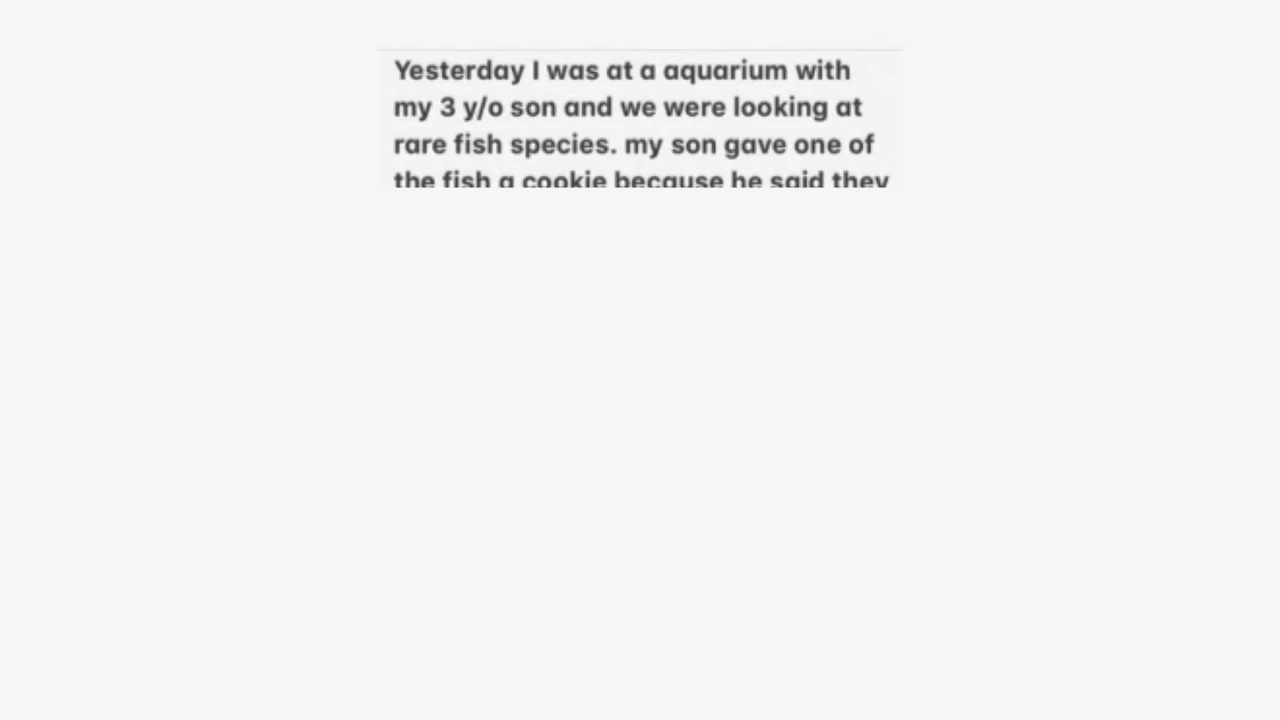 Yesterday I was at a aquarium with
my 3 y/o son and we were looking at
rare fish species. my son gave one of
the fish a cookie because he said they